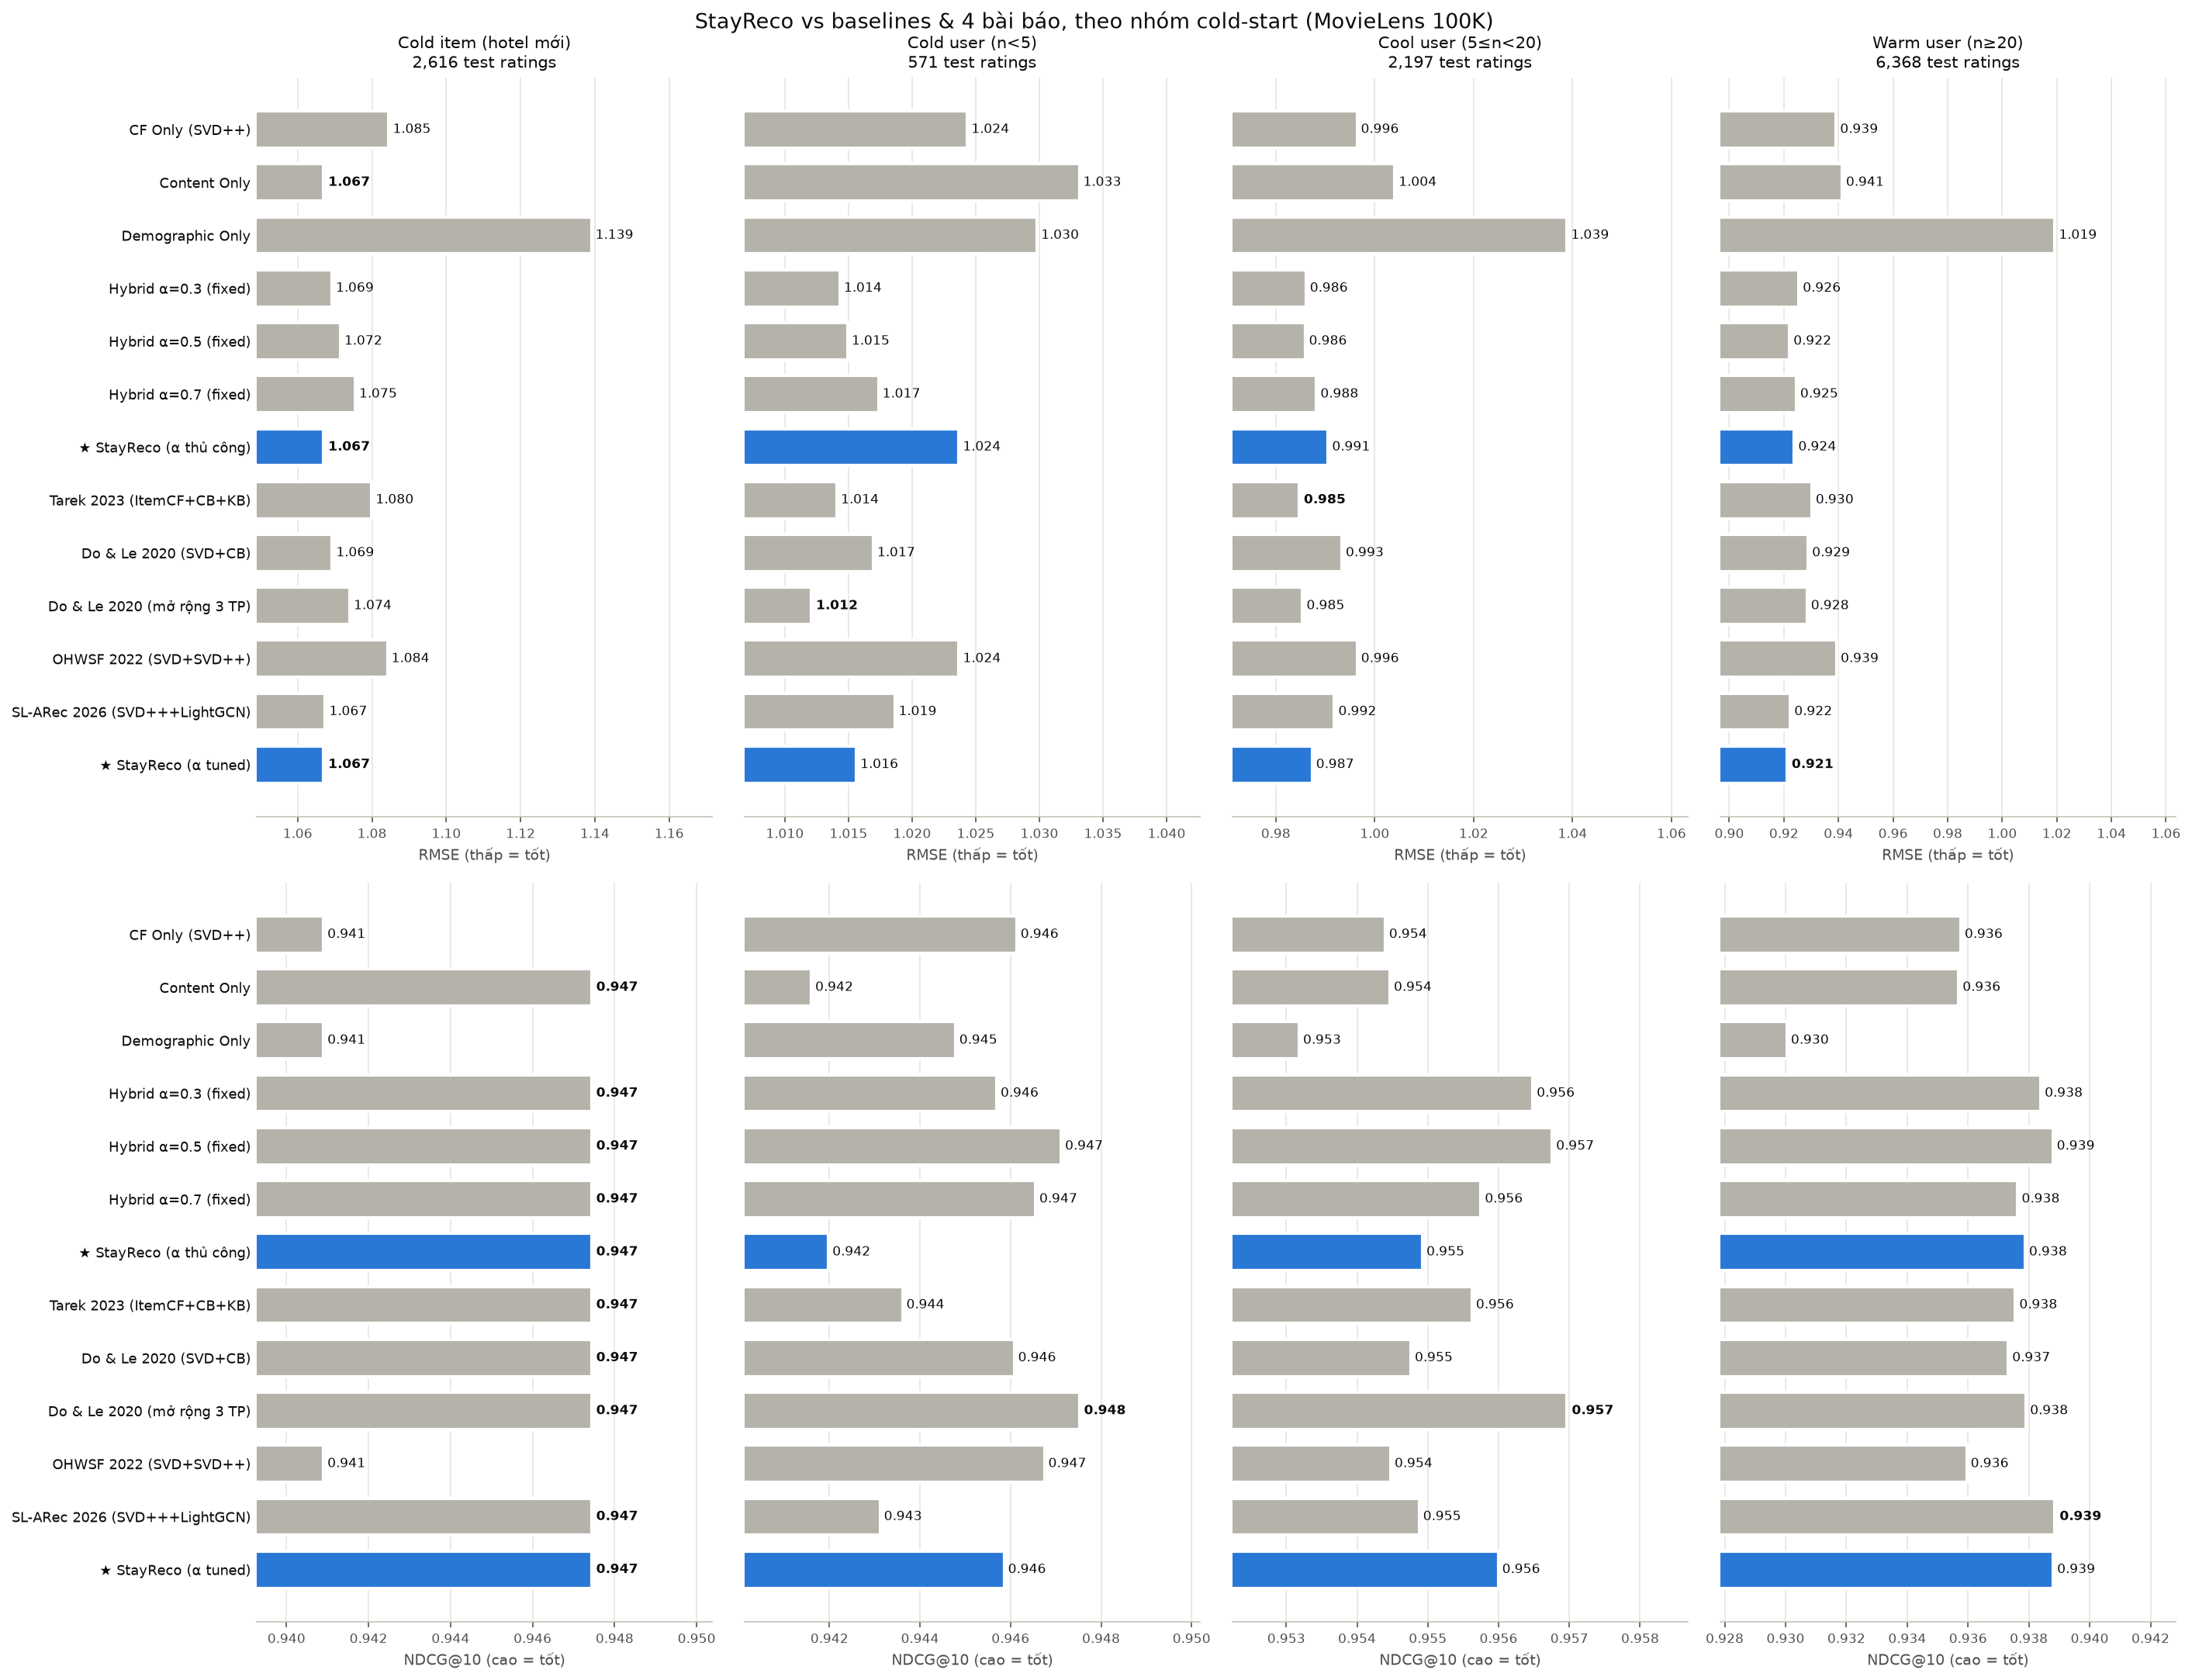 StayReco vs baselines & 4 bài báo, theo nhóm cold-start (MovieLens 100K)
Cold item (hotel mới)
2,616 test ratings
CF Only (SVD++)
1.085
Content Only
1.067
Demographic Only
1.139
Hybrid α=0.3 (fixed)
1.069
Hybrid α=0.5 (fixed)
1.072
Hybrid α=0.7 (fixed)
1.075
★ StayReco (α thủ công)
1.067
Tarek 2023 (ItemCF+CB+KB)
1.080
Do & Le 2020 (SVD+CB)
1.069
Do & Le 2020 (mở rộng 3 TP)
1.074
OHWSF 2022 (SVD+SVD++)
1.084
SL-ARec 2026 (SVD+++LightGCN)
1.067
★ StayReco (α tuned)
1.067
1.06 1.08 1.10 1.12 1.14 1.16
RMSE (thấp = tốt)
Cold user (n<5)
571 test ratings
1.024
1.033
1.030
1.014
1.015
1.017
1.024
1.014
1.017
1.012
1.024
1.019
1.016
1.010 1.015 1.020 1.025 1.030 1.035 1.040
RMSE (thấp = tốt)
Cool user (5≤n<20)
2,197 test ratings
0.996
1.004
1.039
0.986
0.986
0.988
0.991
0.985
0.993
0.985
0.996
0.992
0.987
0.98 1.00 1.02 1.04 1.06
RMSE (thấp = tốt)
Warm user (n≥20)
6,368 test ratings
0.939
0.941
1.019
0.926
0.922
0.925
0.924
0.930
0.929
0.928
0.939
0.922
0.921
0.90 0.92 0.94 0.96 0.98 1.00 1.02 1.04 1.06
RMSE (thấp = tốt)
CF Only (SVD++)
0.941
Content Only
0.947
Demographic Only
0.941
Hybrid α=0.3 (fixed)
0.947
Hybrid α=0.5 (fixed)
0.947
Hybrid α=0.7 (fixed)
0.947
★ StayReco (α thủ công)
0.947
Tarek 2023 (ItemCF+CB+KB)
0.947
Do & Le 2020 (SVD+CB)
0.947
Do & Le 2020 (mở rộng 3 TP)
0.947
OHWSF 2022 (SVD+SVD++)
0.941
SL-ARec 2026 (SVD+++LightGCN)
0.947
★ StayReco (α tuned)
0.947
0.940 0.942 0.944 0.946 0.948 0.950
NDCG@10 (cao = tốt)
0.946
0.942
0.945
0.946
0.947
0.947
0.942
0.944
0.946
0.948
0.947
0.943
0.946
0.942 0.944 0.946 0.948 0.950
NDCG@10 (cao = tốt)
0.954
0.954
0.953
0.956
0.957
0.956
0.955
0.956
0.955
0.957
0.954
0.955
0.956
0.953 0.954 0.955 0.956 0.957 0.958
NDCG@10 (cao = tốt)
0.936
0.936
0.930
0.938
0.939
0.938
0.938
0.938
0.937
0.938
0.936
0.939
0.939
0.928 0.930 0.932 0.934 0.936 0.938 0.940 0.942
NDCG@10 (cao = tốt)